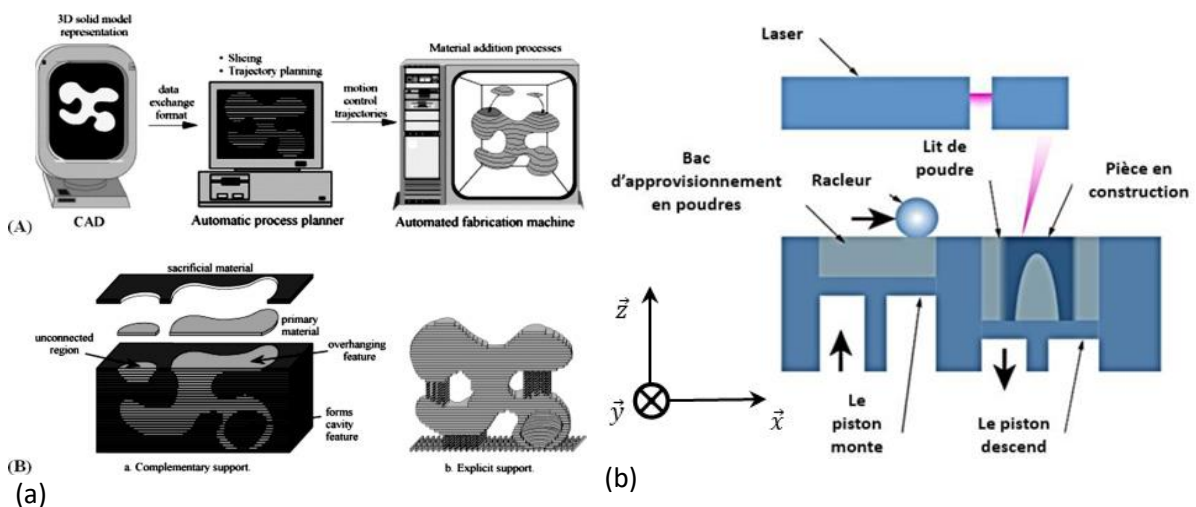 3D solid model
representation
• Slicing
• Trajectory planning
Material addition processes
data
exchange
format
motion
control
trajectories
(A)
CAD
Automatic process planner
Automated fabrication machine
sacrificial material
primary
material
unconnected
region
overhanging
feature
forms
cavity
feature
(B)
a. Complementary support.
b. Explicit support.
(a)
Laser
Bac
d'approvisionnement
en poudres
Racleur
Lit de
poudre
Pièce en
construction
z
y
x
Le
piston
monte
Le piston
descend
(b)